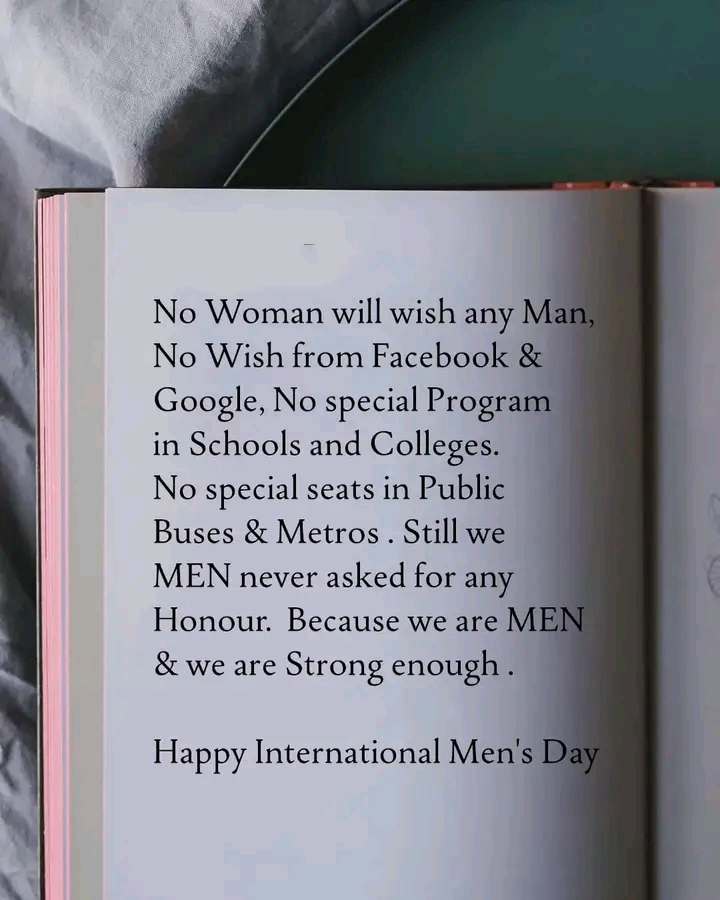 No Woman will wish any Man,
No Wish from Facebook &
Google, No special Program
in Schools and Colleges.
No special seats in Public
Buses & Metros . Still we
MEN never asked for any
Honour.  Because we are MEN
& we are Strong enough .
Happy International Men's Day